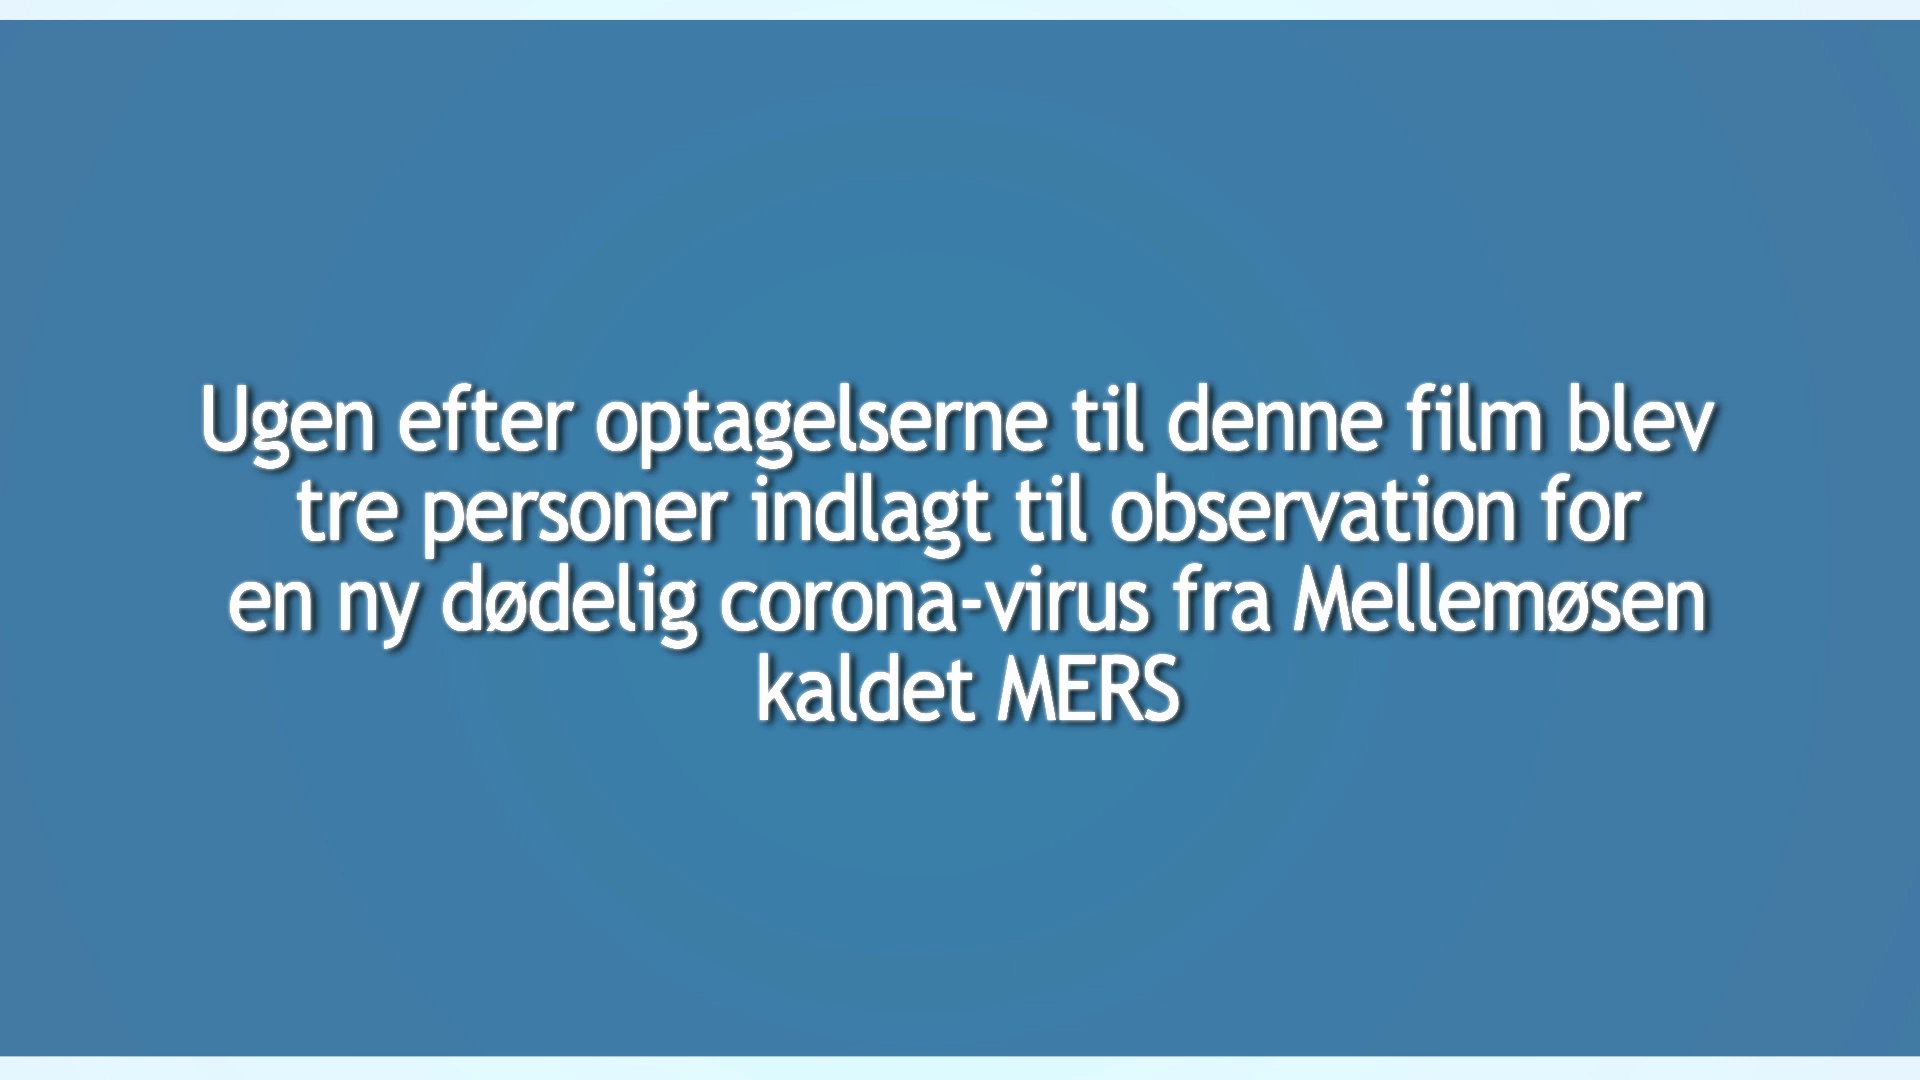 Ugen efter optagelserne til denne film blev
tre personer indlagt til observation for
en ny dødelig corona-virus fra Mellemøsen
kaldet MERS